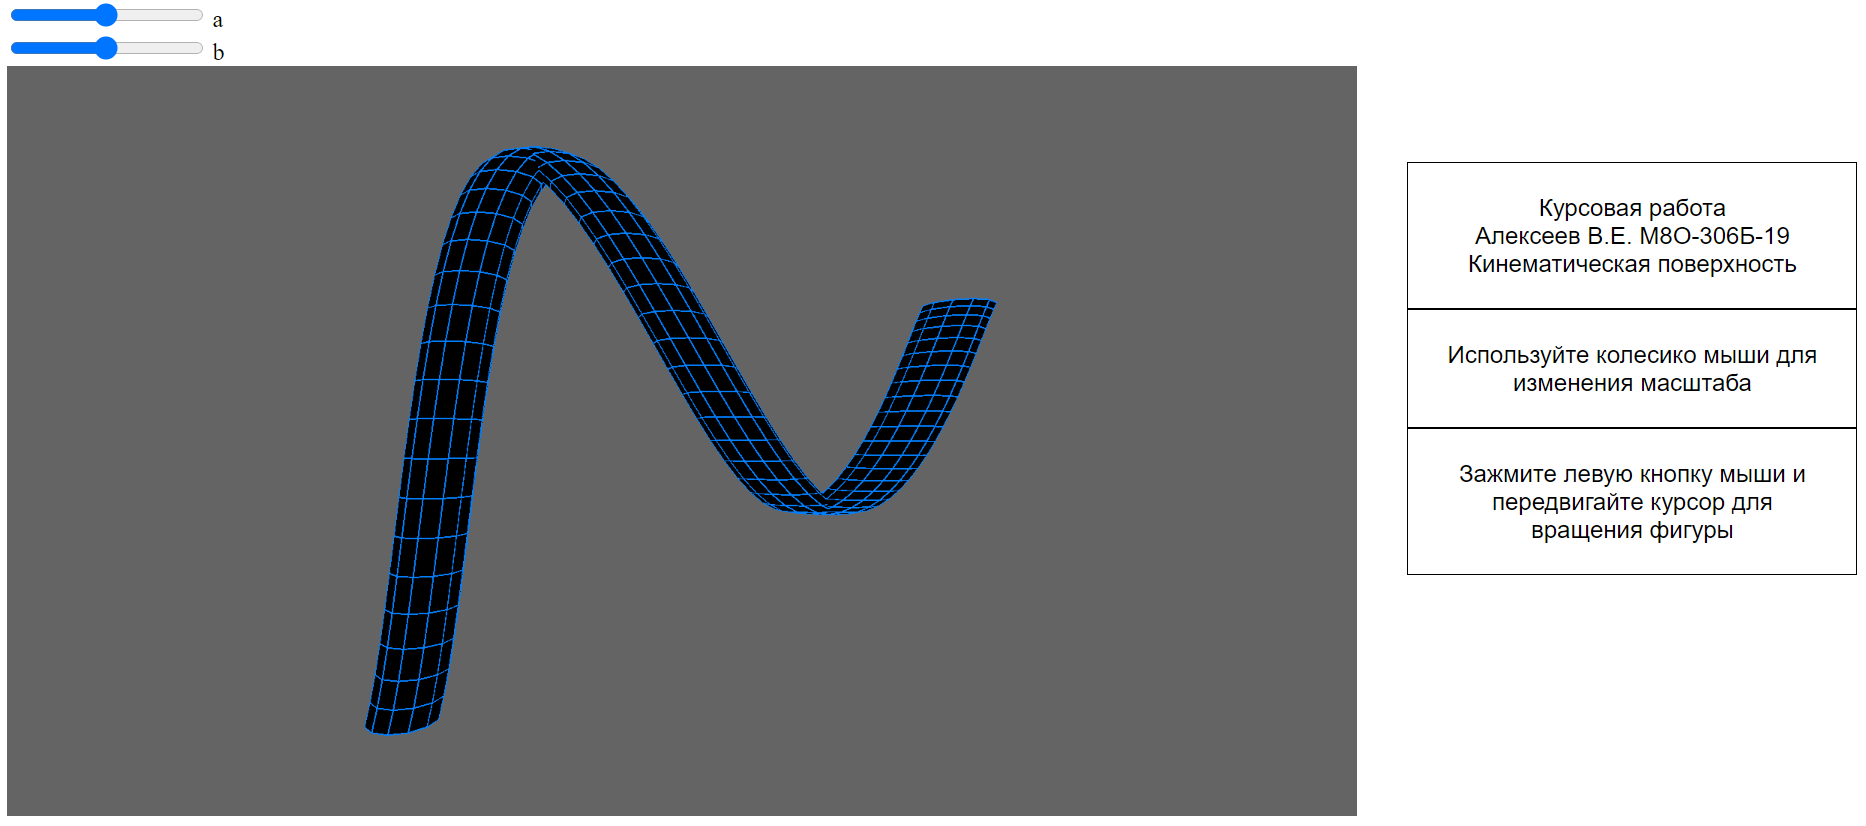 a
b
Курсовая работа
Алексеев В.Е. М8О-306Б-19
Кинематическая поверхность
Используйте колесико мыши для
изменения масштаба
Зажмите левую кнопку мыши и
передвигайте курсор для
вращения фигуры